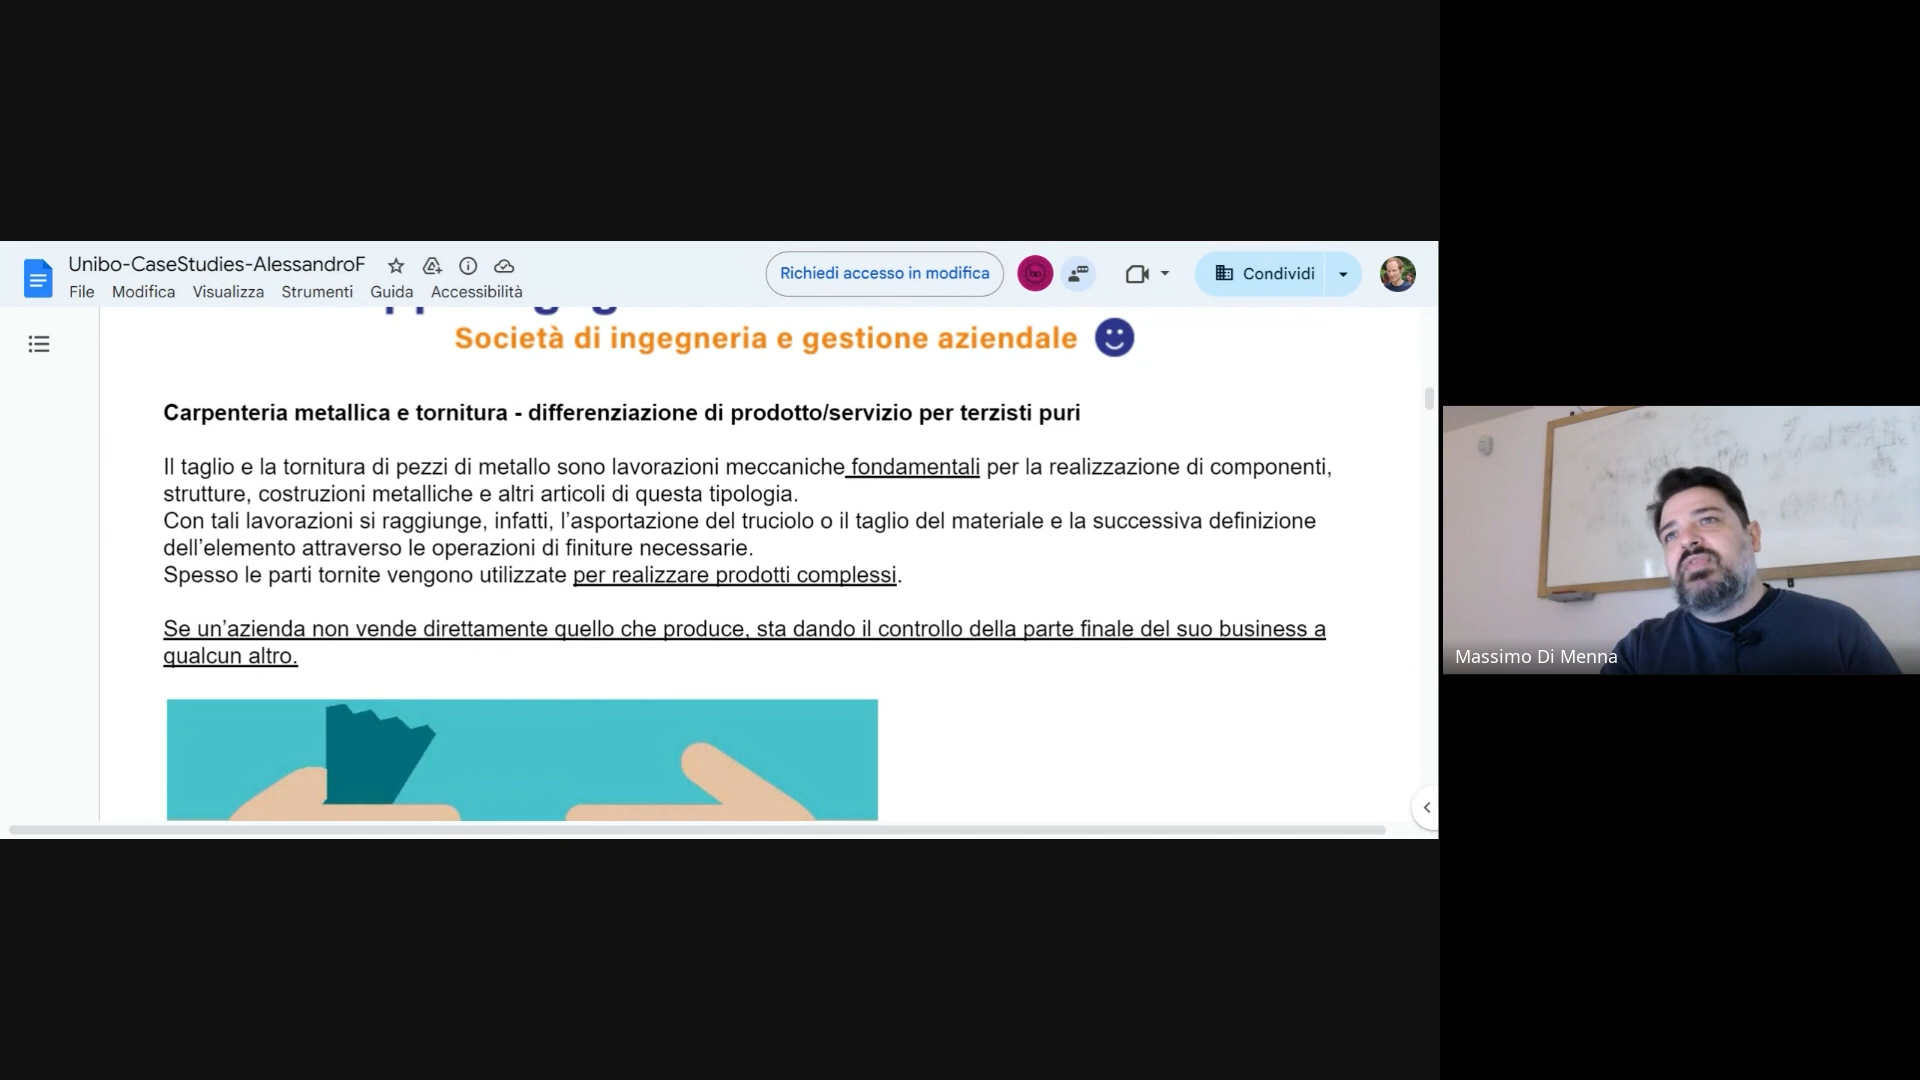 Unibo-CaseStudies-AlessandroF
File Modifica Visualizza Strumenti Guida Accessibilità
Richiedi accesso in modifica
Condividi
Società di ingegneria e gestione aziendale
Carpenteria metallica e tornitura - differenziazione di prodotto/servizio per terzisti puri
Il taglio e la tornitura di pezzi di metallo sono lavorazioni meccaniche fondamentali per la realizzazione di componenti,
strutture, costruzioni metalliche e altri articoli di questa tipologia.
Con tali lavorazioni si raggiunge, infatti, l’asportazione del truciolo o il taglio del materiale e la successiva definizione
dell’elemento attraverso le operazioni di finiture necessarie.
Spesso le parti tornite vengono utilizzate per realizzare prodotti complessi.
Se un’azienda non vende direttamente quello che produce, sta dando il controllo della parte finale del suo business a
qualcun altro.
Massimo Di Menna